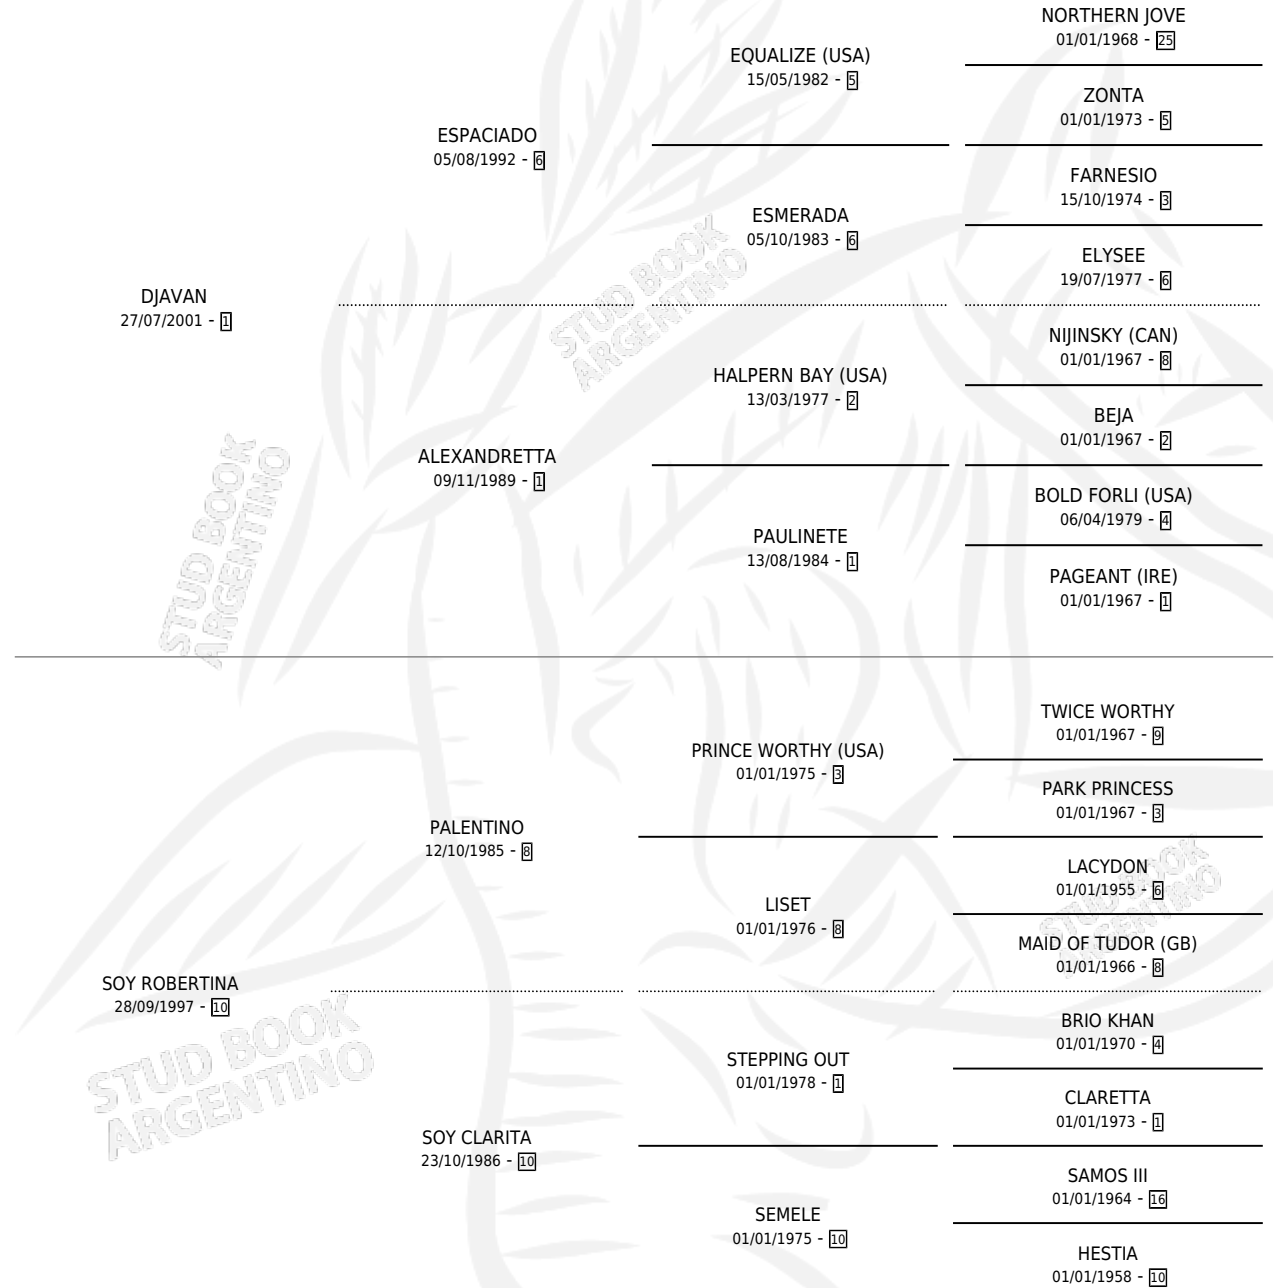 NORTHERN JOVE
01/01/1968 - 25
EQUALIZE (USA)
15/05/1982 - 5
ZONTA
01/01/1973 - 5
ESPACIADO
05/08/1992 - 6
FARNESIO
15/10/1974 - 3
ESMERADA
05/10/1983 - 6
ELYSEE
19/07/1977 - 6
DJAVAN
27/07/2001 - 1
NIJINSKY (CAN)
01/01/1967 - 8
HALPERN BAY (USA)
13/03/1977 - 2
BEJA
01/01/1967 - 2
ALEXANDRETTA
09/11/1989 - 1
BOLD FORLI (USA)
06/04/1979 - 4
PAULINETE
13/08/1984 - 1
PAGEANT (IRE)
01/01/1967 - 1
TWICE WORTHY
01/01/1967 - 9
PRINCE WORTHY (USA)
01/01/1975 - 3
PARK PRINCESS
01/01/1967 - 3
PALENTINO
12/10/1985 - 8
LACYDON
01/01/1955 - 6
LISET
01/01/1976 - 8
MAID OF TUDOR (GB)
01/01/1966 - 8
SOY ROBERTINA
28/09/1997 - 10
BRIO KHAN
01/01/1970 - 4
STEPPING OUT
01/01/1978 - 1
CLARETTA
01/01/1973 - 1
SOY CLARITA
23/10/1986 - 10
SAMOS III
01/01/1964 - 16
SEMELE
01/01/1975 - 10
HESTIA
01/01/1958 - 10
STUD BOOK
ARGENTINO
STUD BOOK
ARGENTINO
STUD BOOK
ARGENTINO
STUD BOOK
ARGENTINO